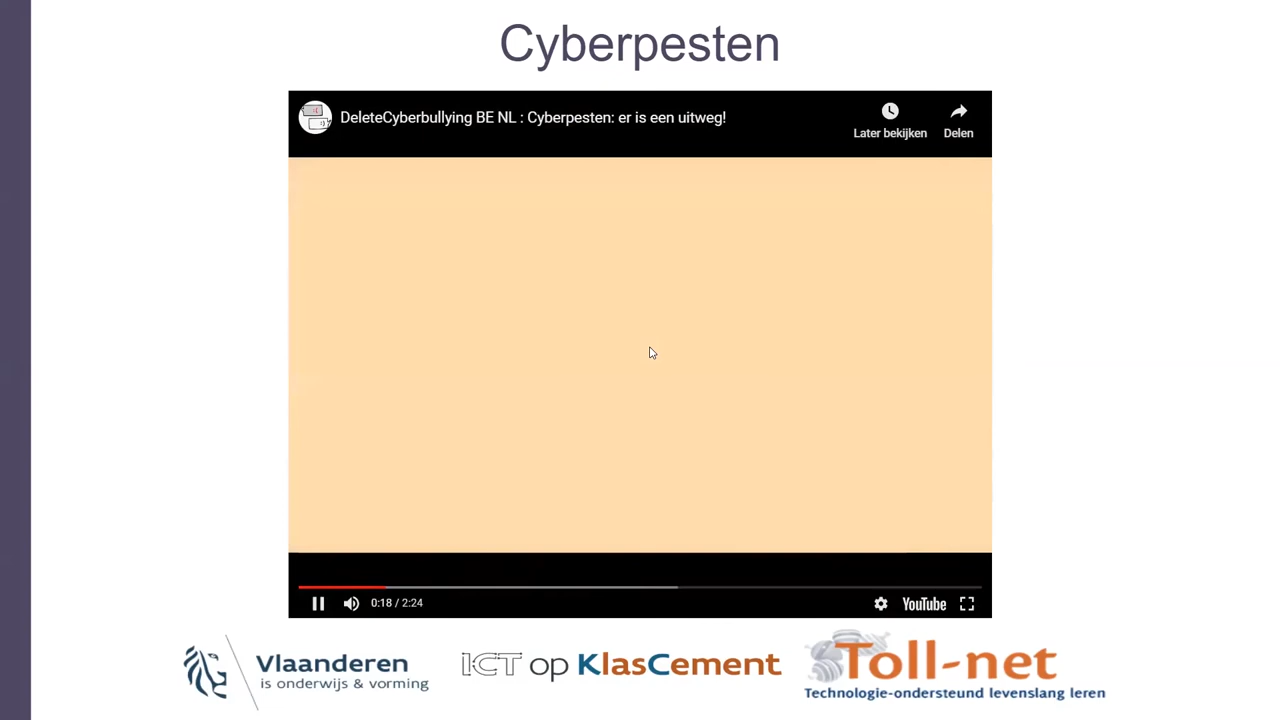 Cyberpesten
DeleteCyberbullying BE NL : Cyberpesten: er is een uitweg!
Later bekijken
Delen
0:18 / 2:24
YouTube
Vlaanderen
is onderwijs & vorming
ICT op KlasCement
Toll-net
Technologie-ondersteund levenslang leren